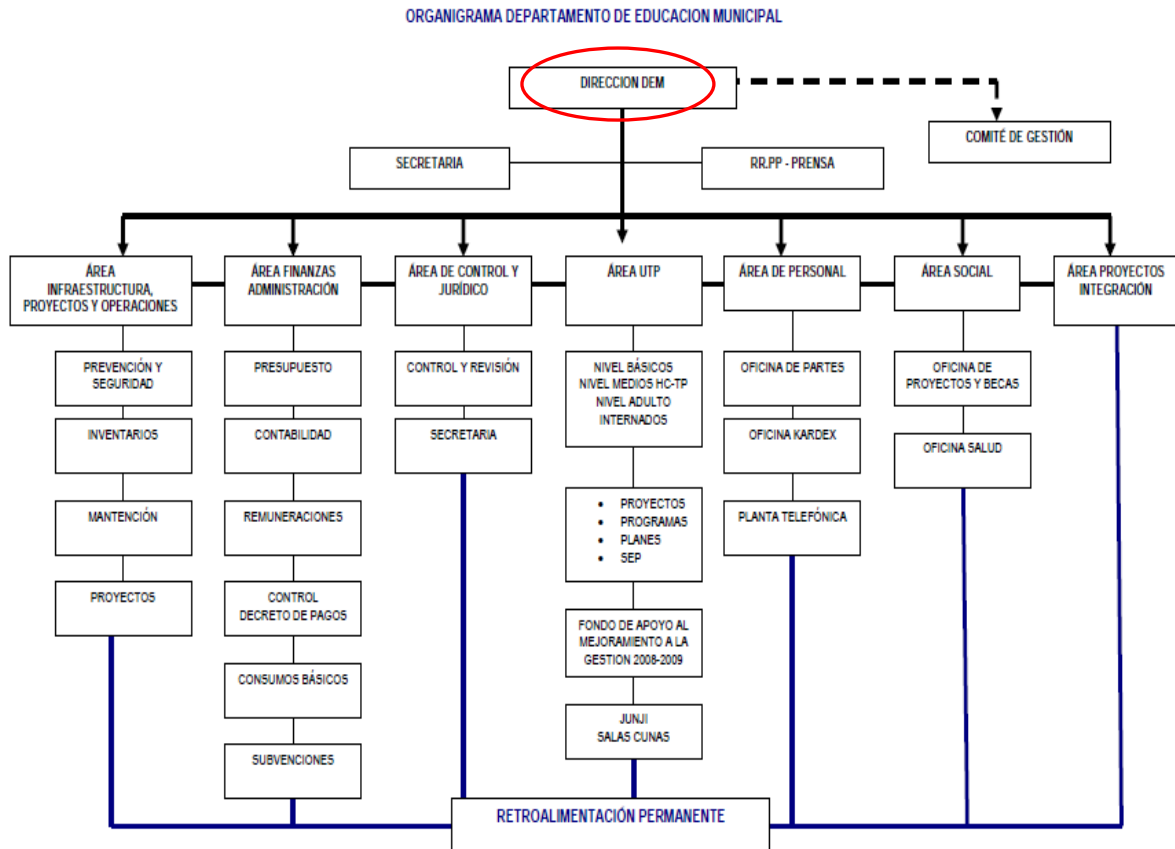 ORGANIGRAMA DEPARTAMENTO DE EDUCACION MUNICIPAL
DIRECCION DEM
COMITÉ DE GESTIÓN
SECRETARIA
RR.PP - PRENSA
ÁREA
INFRAESTRUCTURA,
PROYECTOS Y OPERACIONES
ÁREA FINANZAS
ADMINISTRACIÓN
ÁREA DE CONTROL Y
JURÍDICO
ÁREA UTP
ÁREA DE PERSONAL
ÁREA SOCIAL
ÁREA PROYECTOS
INTEGRACIÓN
PREVENCIÓN Y
SEGURIDAD
INVENTARIOS
MANTENCIÓN
PROYECTOS
PRESUPUESTO
CONTABILIDAD
REMUNERACIONES
CONTROL
DECRETO DE PAGOS
CONSUMOS BÁSICOS
SUBVENCIONES
CONTROL Y REVISIÓN
SECRETARIA
NIVEL BÁSICOS
NIVEL MEDIOS HC-TP
NIVEL ADULTO
INTERNADOS
• PROYECTOS
• PROGRAMAS
• PLANES
• SEP
FONDO DE APOYO AL
MEJORAMIENTO A LA
GESTION 2008-2009
JUNJI
SALAS CUNAS
OFICINA DE PARTES
OFICINA KARDEX
PLANTA TELEFÓNICA
OFICINA DE
PROYECTOS Y BECAS
OFICINA SALUD
RETROALIMENTACIÓN PERMANENTE